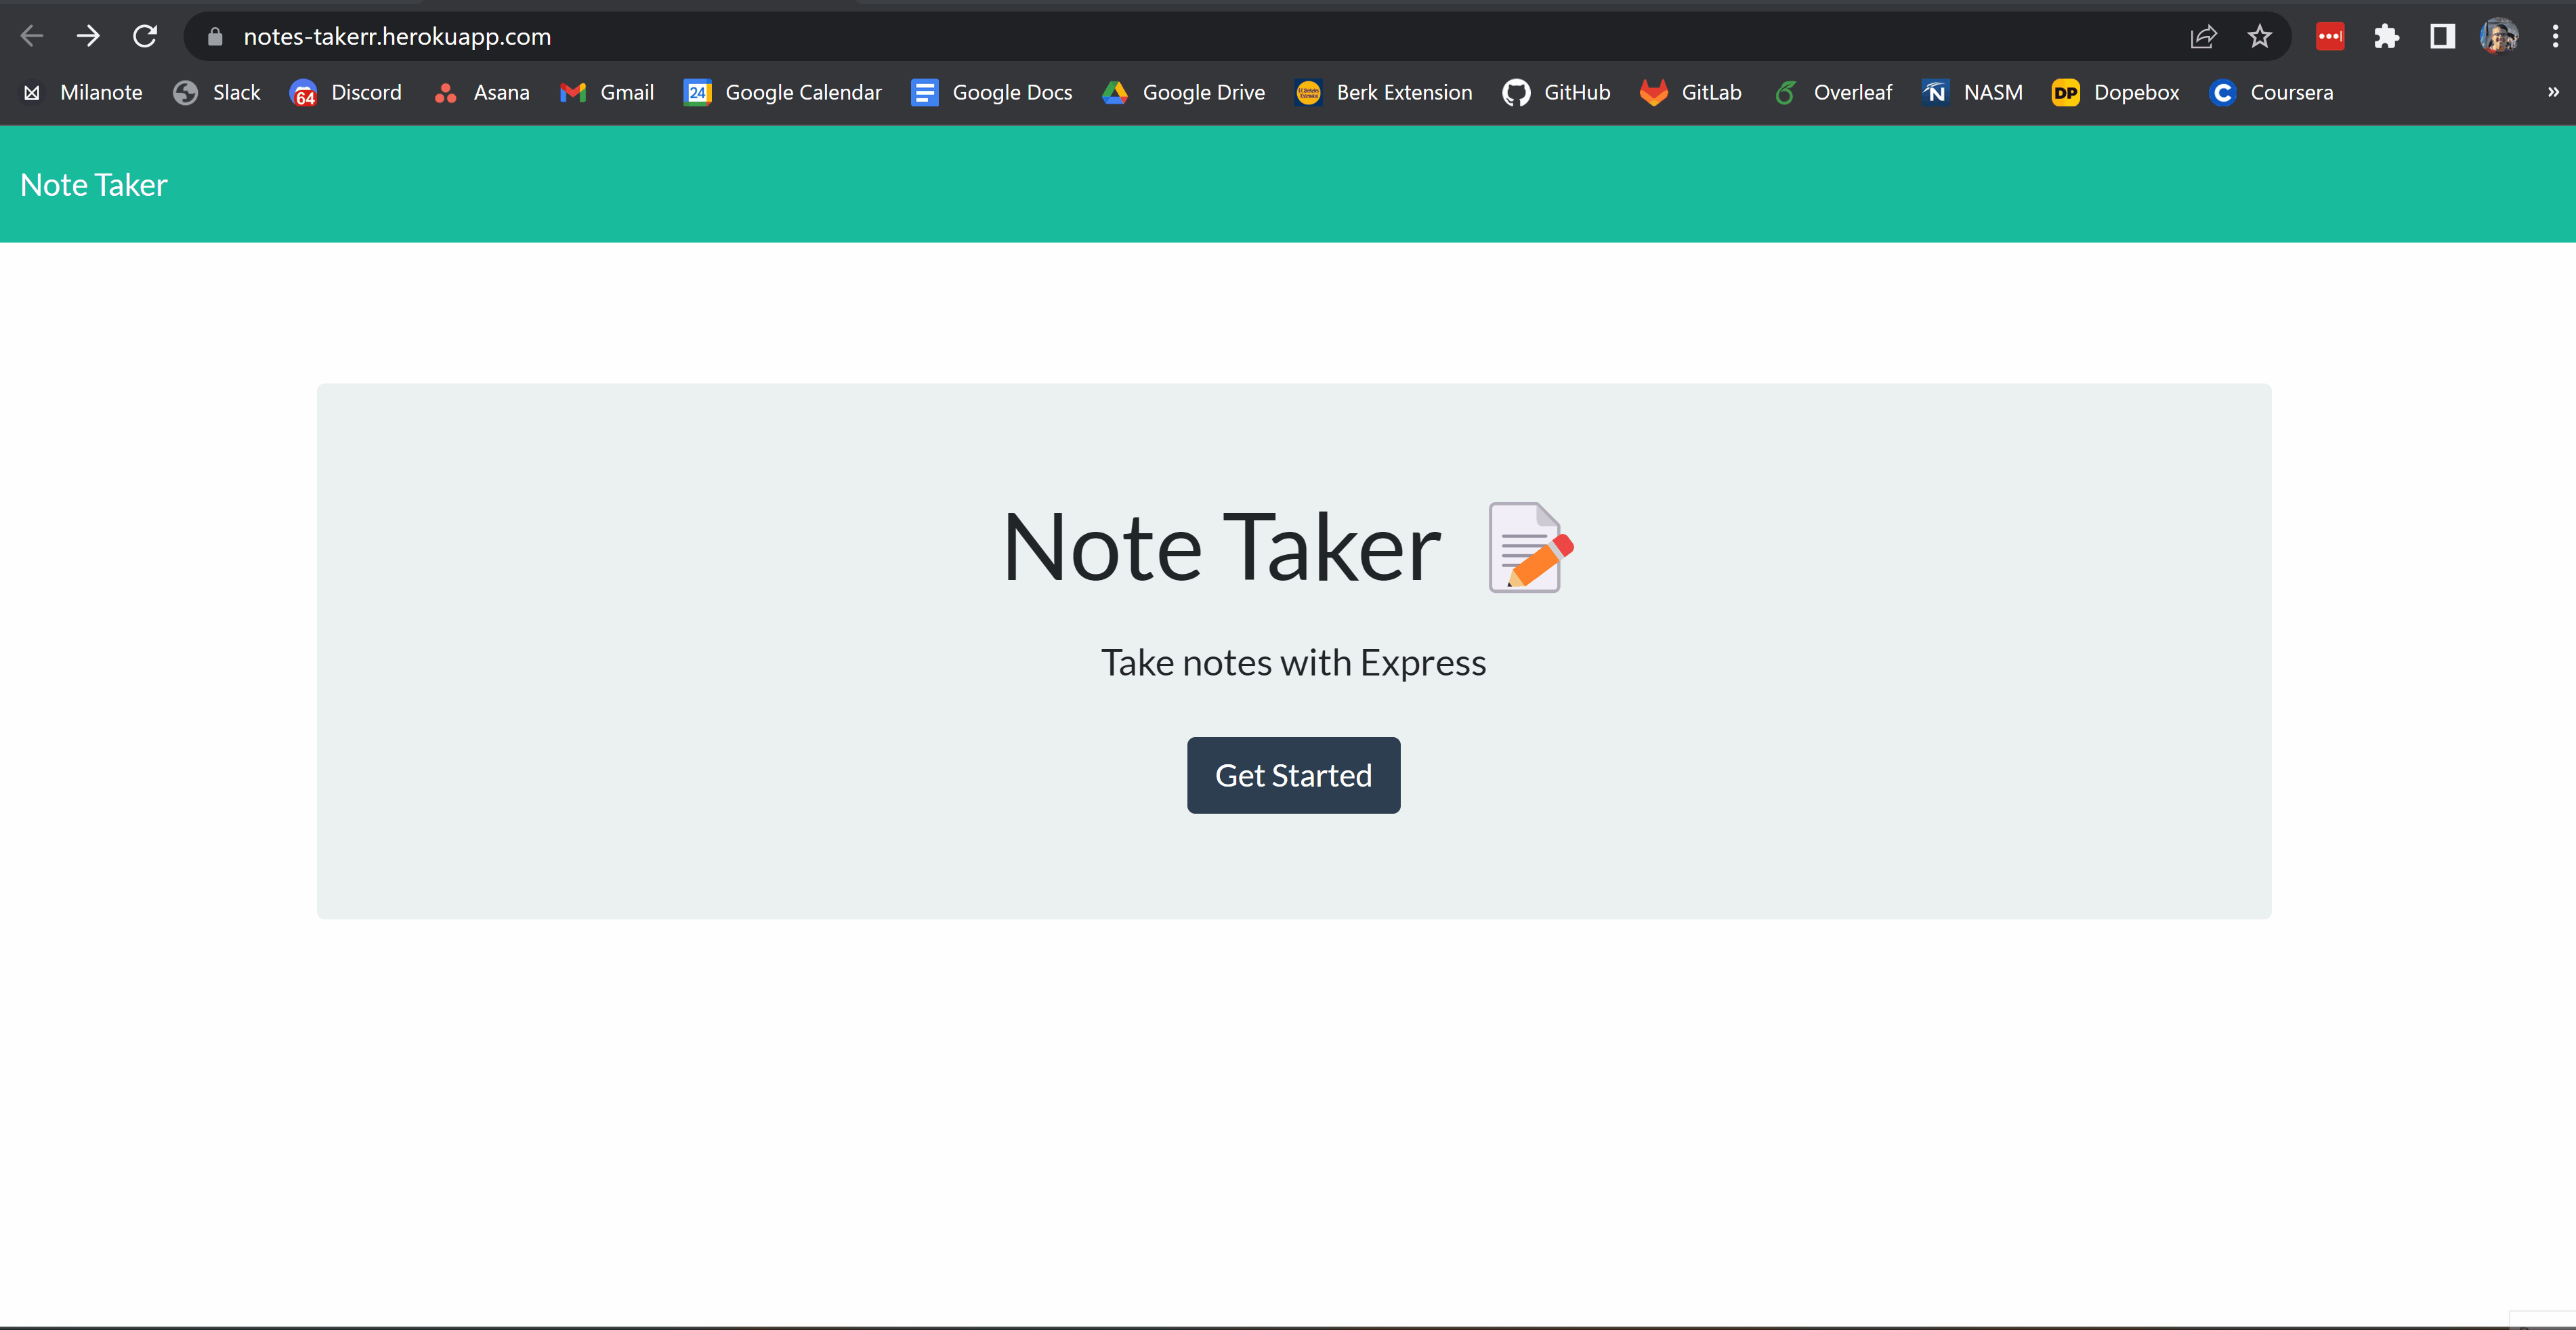 notes-takerr.herokuapp.com
Milanote 64 Slack Discord Asana Gmail 24 Google Calendar Google Docs Google Drive Berk Extension GitHub GitLab Overleaf N NASM DP Dopebox C Coursera »
Note Taker
Note Taker
Take notes with Express
Get Started